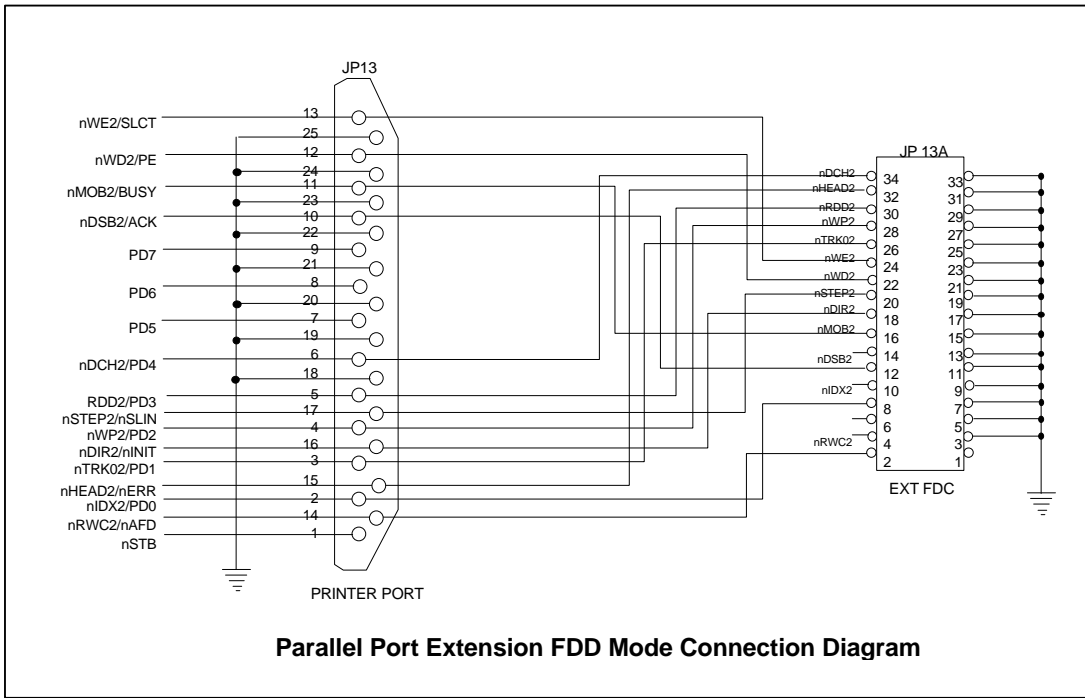 JP13
nWE2/SLCT 13
25
nWD2/PE 12
24
nMOB2/BUSY 11
23
nDSB2/ACK 10
22
PD7 9
21
PD6 8
20
PD5 7
19
nDCH2/PD4 6
18
RDD2/PD3 5
nSTEP2/nSLIN 17
nWP2/PD2 4
nDIR2/nINIT 16
nTRK02/PD1 3
nHEAD2/nERR 15
nIDX2/PD0 2
nRWC2/nAFD 14
nSTB 1
PRINTER PORT
JP 13A
nDCH2 34 33
nHEAD2 32 31
nRDD2 30 29
nWP2 28 27
nTRK02 26 25
nWE2 24 23
nWD2 22 21
nSTEP2 20 19
nDIR2 18 17
nMOB2 16 15
14 13
nDSB2 12 11
10 9
nIDX2 8 7
6 5
4 3
nRWC2 2 1
EXT FDC
Parallel Port Extension FDD Mode Connection Diagram